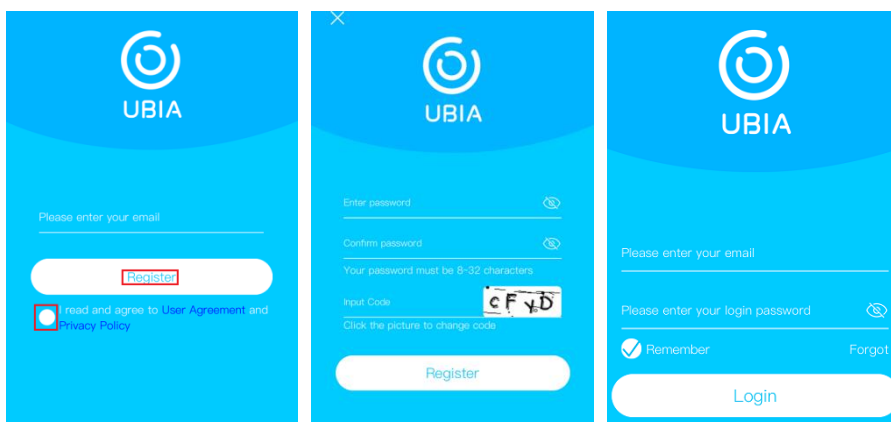 UBIA
Please enter your email
Register
I read and agree to User Agreement and
Privacy Policy
UBIA
Enter password
Confirm password
Your password must be 8-32 characters
Input Code
cFyD
Click the picture to change code
Register
UBIA
Please enter your email
Please enter your login password
Remember
Forgot
Login